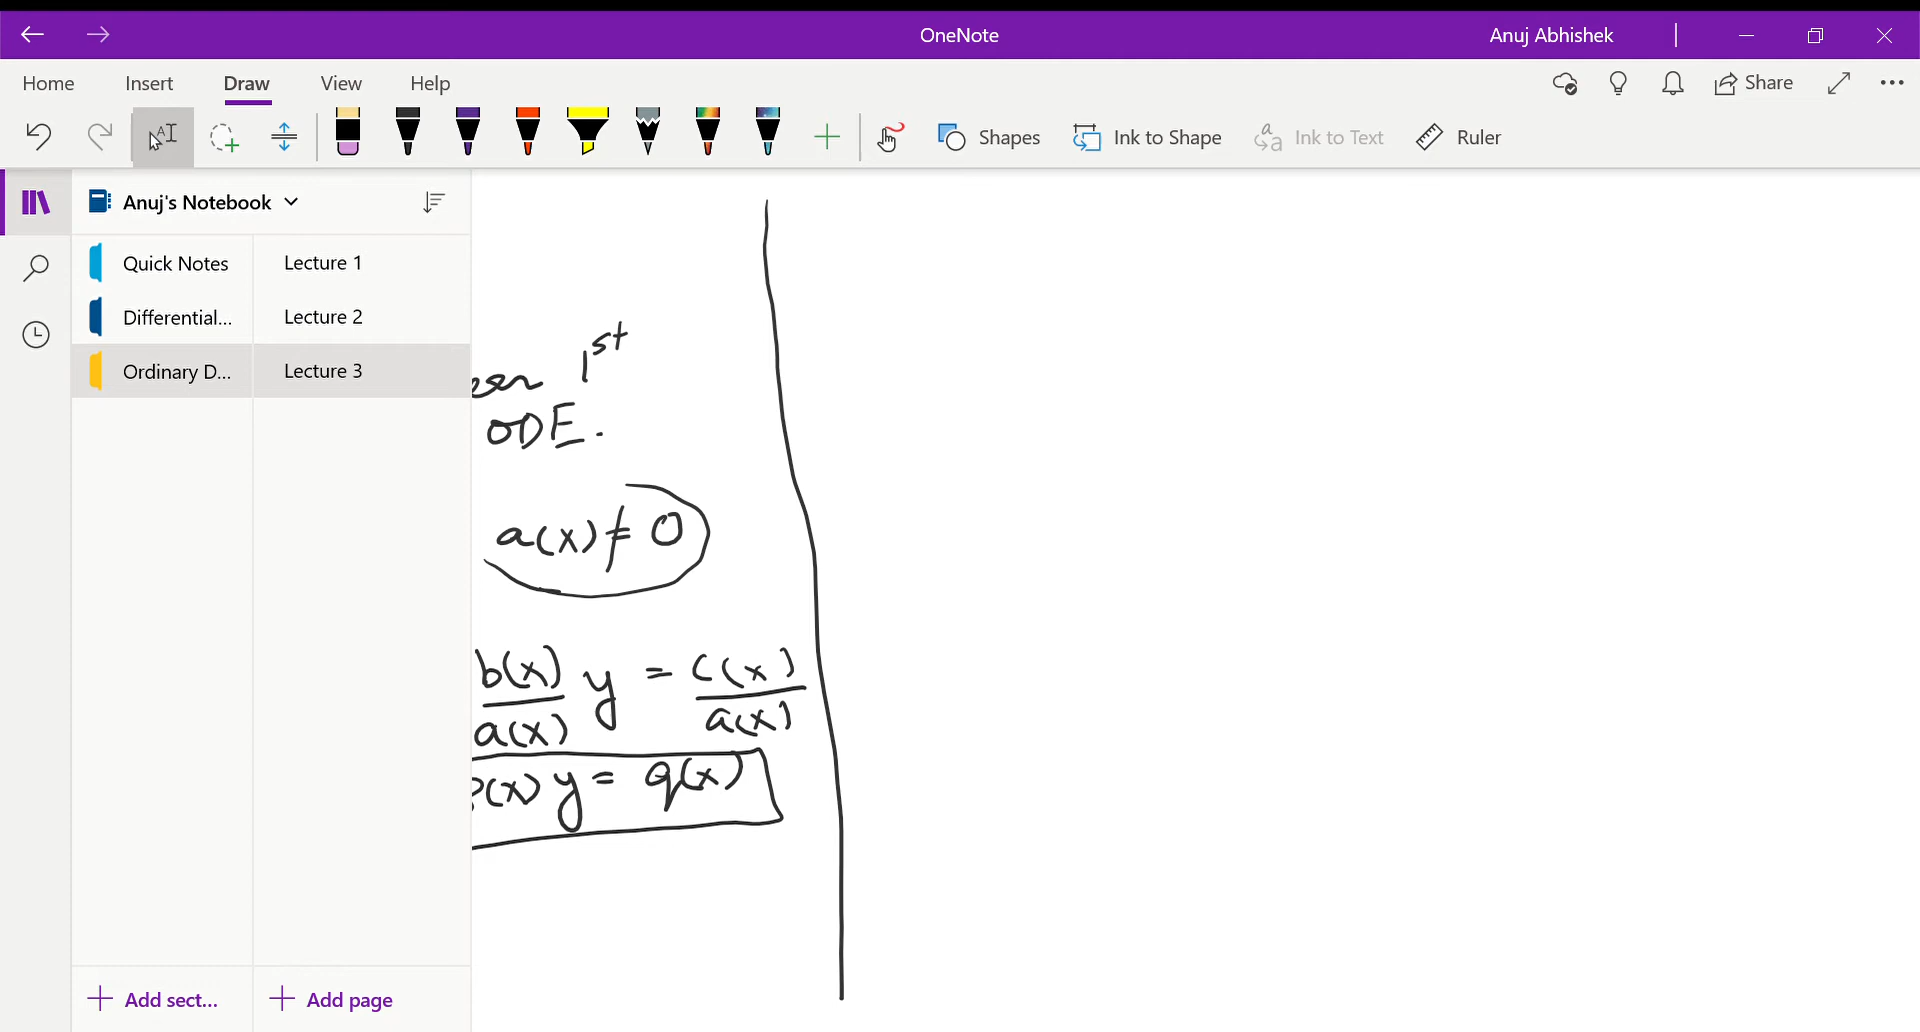 OneNote
Anuj Abhishek
Home Insert Draw View Help
Share
Shapes Ink to Shape Ink to Text Ruler
Anuj's Notebook
Quick Notes
Differential...
Ordinary D...
Lecture 1
Lecture 2
Lecture 3
1st
ODE.
a(x) ≠ 0
b(x)/a(x) y = c(x)/a(x)
(x) y = q(x)
Add sect...
Add page